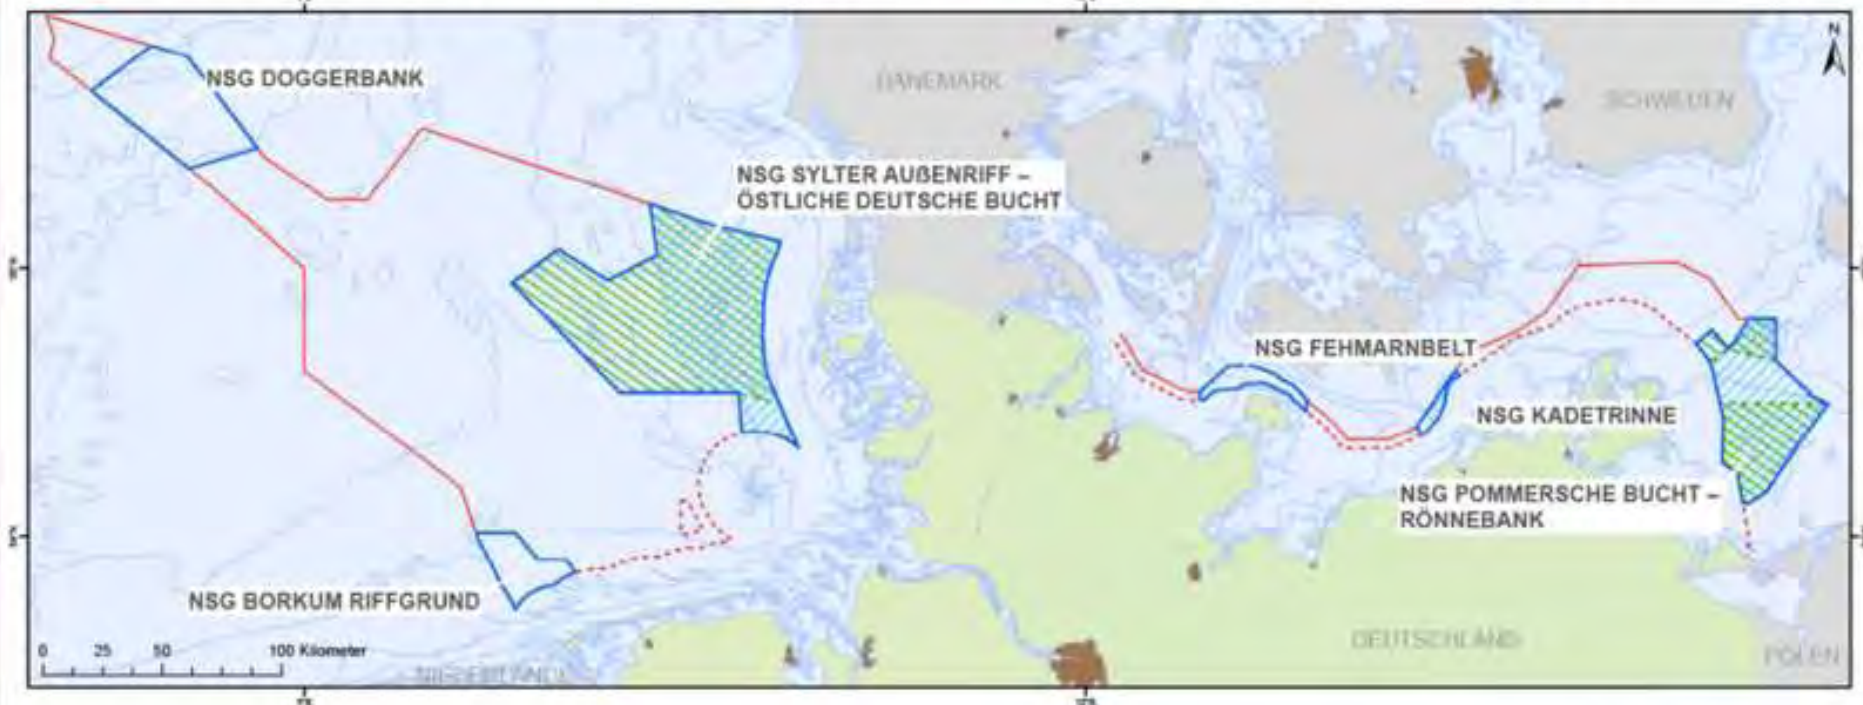 N
DÄNEMARK
SCHWEDEN
NSG DOGGERBANK
NSG SYLTER AUßENRIFF –
ÖSTLICHE DEUTSCHE BUCHT
NSG FEHMARNBELT
NSG KADETRINNE
NSG POMMERSCHE BUCHT –
RÖNNEBANK
NSG BORKUM RIFFGRUND
DEUTSCHLAND
POLEN
0 25 50 100 Kilometer